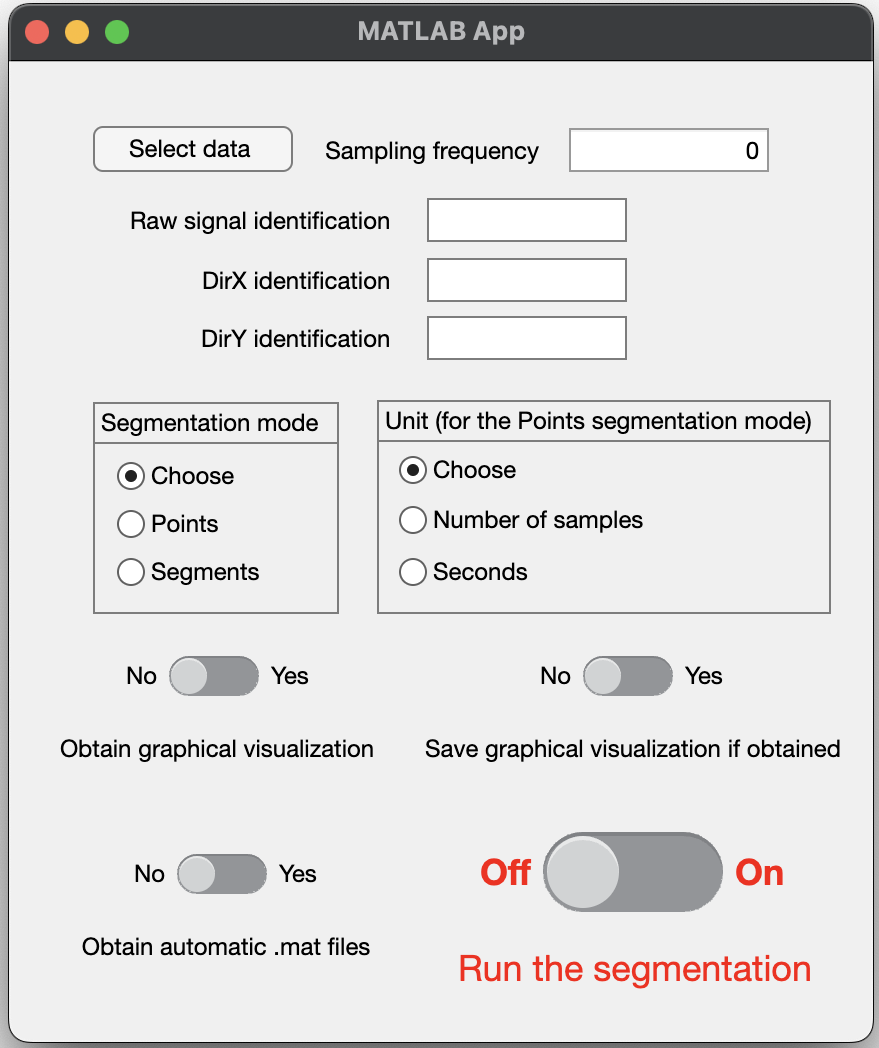 MATLAB App
Select data Sampling frequency 0
Raw signal identification
DirX identification
DirY identification
Segmentation mode
Choose
Points
Segments
Unit (for the Points segmentation mode)
Choose
Number of samples
Seconds
No Yes
Obtain graphical visualization
No Yes
Save graphical visualization if obtained
No Yes
Obtain automatic .mat files
Off On
Run the segmentation